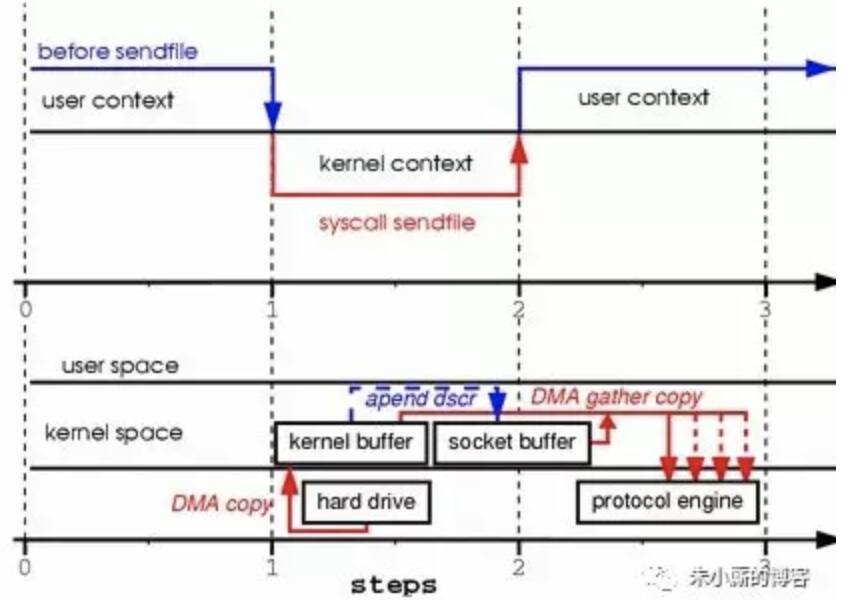 before sendfile
user context
user context
kernel context
syscall sendfile
0 1 2 3
user space
apend dscr
DMA gather copy
kernel space
kernel buffer
socket buffer
DMA copy
hard drive
protocol engine
0 1 2 3
steps
朱小厮的博客